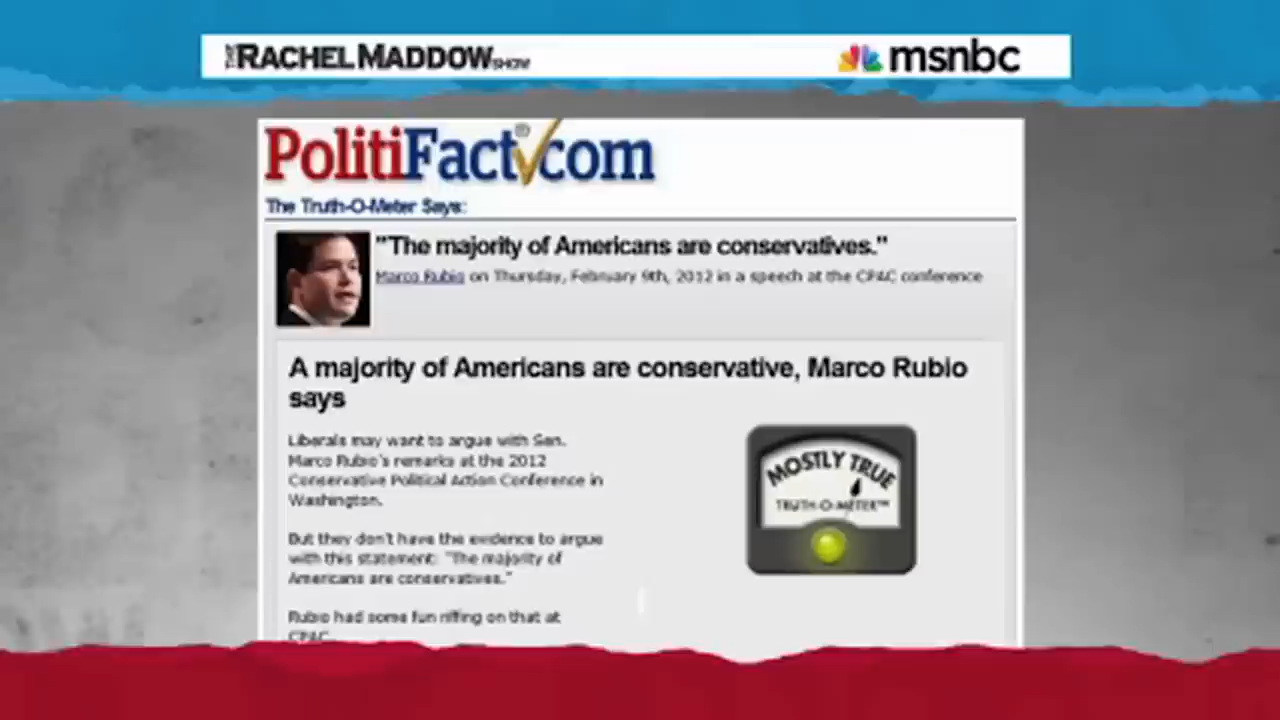 THE RACHEL MADDOW SHOW
msnbc
PolitiFact.com
®
The Truth-O-Meter Says:
"The majority of Americans are conservatives."
Marco Rubio on Thursday, February 9th, 2012 in a speech at the CPAC conference
A majority of Americans are conservative, Marco Rubio
says
Liberals may want to argue with Sen.
Marco Rubio's remarks at the 2012
Conservative Political Action Conference in
Washington.
MOSTLY TRUE
TRUTH-O-METER™
But they don't have the evidence to argue
with this statement: "The majority of
Americans are conservatives."
Rubio had some fun riffing on that at
CPAC.